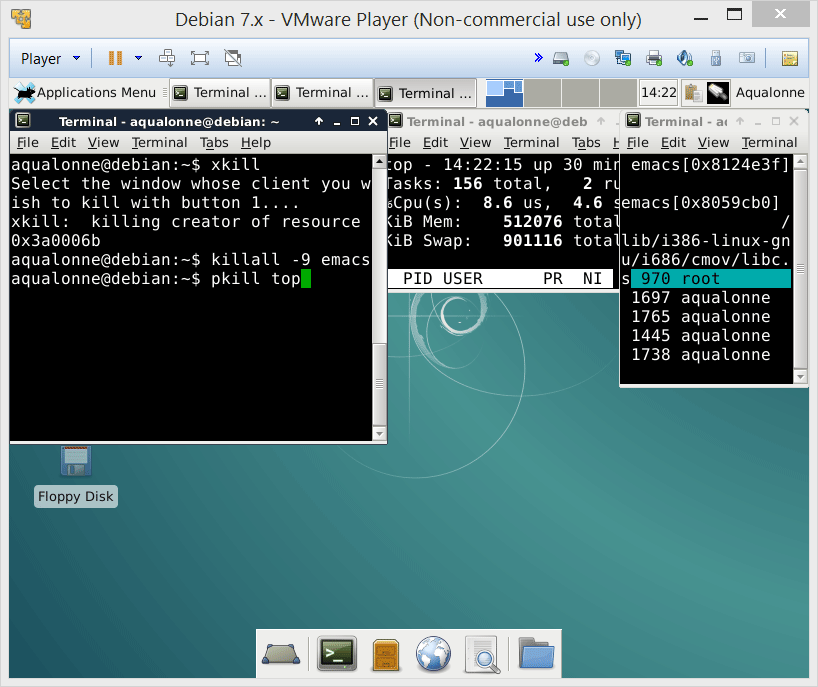 Debian 7.x - VMware Player (Non-commercial use only)
Player
Applications Menu
Terminal ...
Terminal ...
Terminal ...
14:22
Aqualonne
Terminal - aqualonne@debian: ~
File Edit View Terminal Tabs Help
aqualonne@debian:~$ xkill
Select the window whose client you w
ish to kill with button 1....
xkill:  killing creator of resource
0x3a0006b
aqualonne@debian:~$ killall -9 emacs
aqualonne@debian:~$ pkill top
Terminal - aqualonne@deb
File Edit View Terminal Tabs
top - 14:22:15 up 30 min
Tasks: 156 total,   2 ru
%Cpu(s):  8.6 us,  4.6 s
KiB Mem:    512076 total
KiB Swap:   901116 total
PID USER      PR  NI
Terminal - a
File Edit View Terminal
emacs[0x8124e3f]
emacs[0x8059cb0]
/
lib/i386-linux-gn
u/i686/cmov/libc.
s 970 root
1697 aqualonne
1765 aqualonne
1445 aqualonne
1738 aqualonne
Floppy Disk